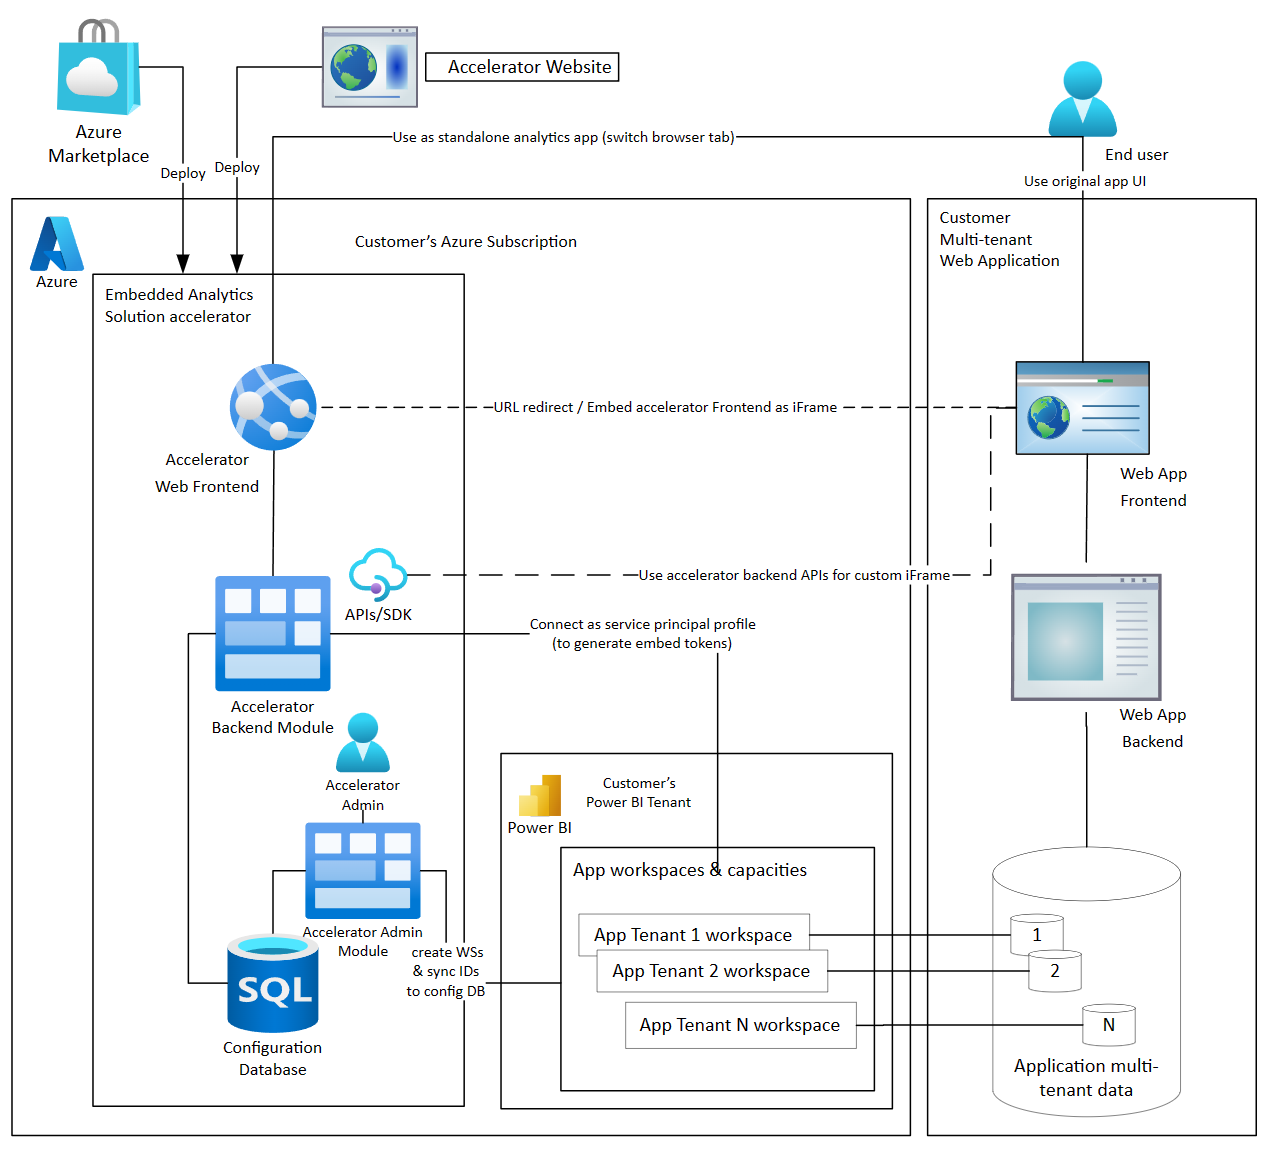 Accelerator Website
Azure
Marketplace
Use as standalone analytics app (switch browser tab)
End user
Deploy
Deploy
Use original app UI
Azure
Customer's Azure Subscription
Customer
Multi-tenant
Web Application
Embedded Analytics
Solution accelerator
URL redirect / Embed accelerator Frontend as iFrame
Accelerator
Web Frontend
Web App
Frontend
Use accelerator backend APIs for custom iFrame
APIs/SDK
Connect as service principal profile
(to generate embed tokens)
Accelerator
Backend Module
Web App
Backend
Accelerator
Admin
Customer's
Power BI Tenant
Power BI
App workspaces & capacities
Accelerator Admin
Module
create WSs
& sync IDs
to config DB
App Tenant 1 workspace
1
App Tenant 2 workspace
2
App Tenant N workspace
N
SQL
Configuration
Database
Application multi-
tenant data